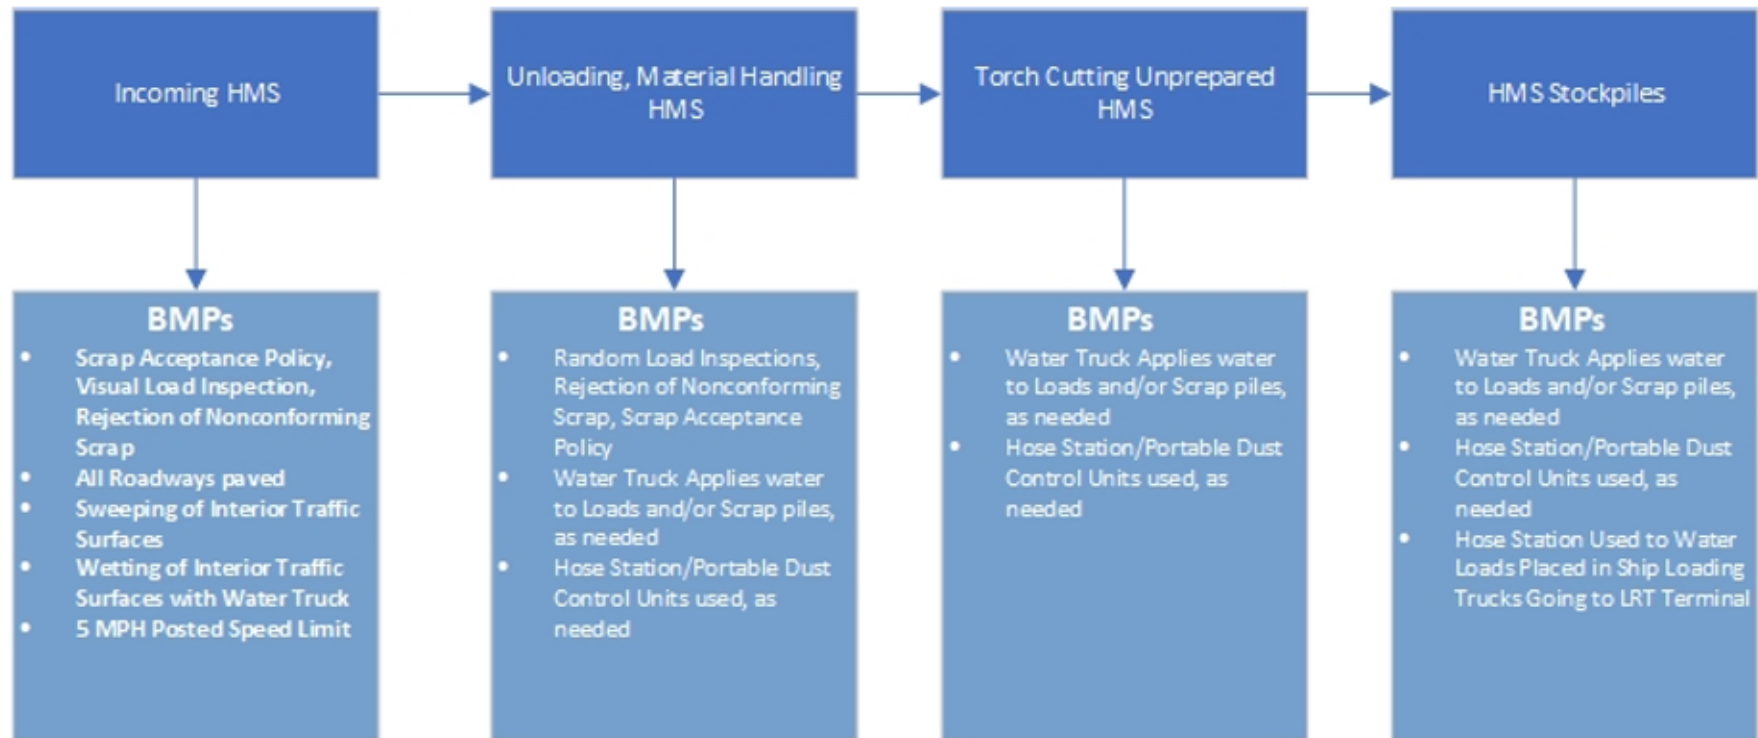 Incoming HMS
Unloading, Material Handling
HMS
Torch Cutting Unprepared
HMS
HMS Stockpiles
BMPs
• Scrap Acceptance Policy,
Visual Load Inspection,
Rejection of Nonconforming
Scrap
• All Roadways paved
• Sweeping of Interior Traffic
Surfaces
• Wetting of Interior Traffic
Surfaces with Water Truck
• 5 MPH Posted Speed Limit
BMPs
• Random Load Inspections,
Rejection of Nonconforming
Scrap, Scrap Acceptance
Policy
• Water Truck Applies water
to Loads and/or Scrap piles,
as needed
• Hose Station/Portable Dust
Control Units used, as
needed
BMPs
• Water Truck Applies water
to Loads and/or Scrap piles,
as needed
• Hose Station/Portable Dust
Control Units used, as
needed
BMPs
• Water Truck Applies water
to Loads and/or Scrap piles,
as needed
• Hose Station/Portable Dust
Control Units used, as
needed
• Hose Station Used to Water
Loads Placed in Ship Loading
Trucks Going to LRT Terminal